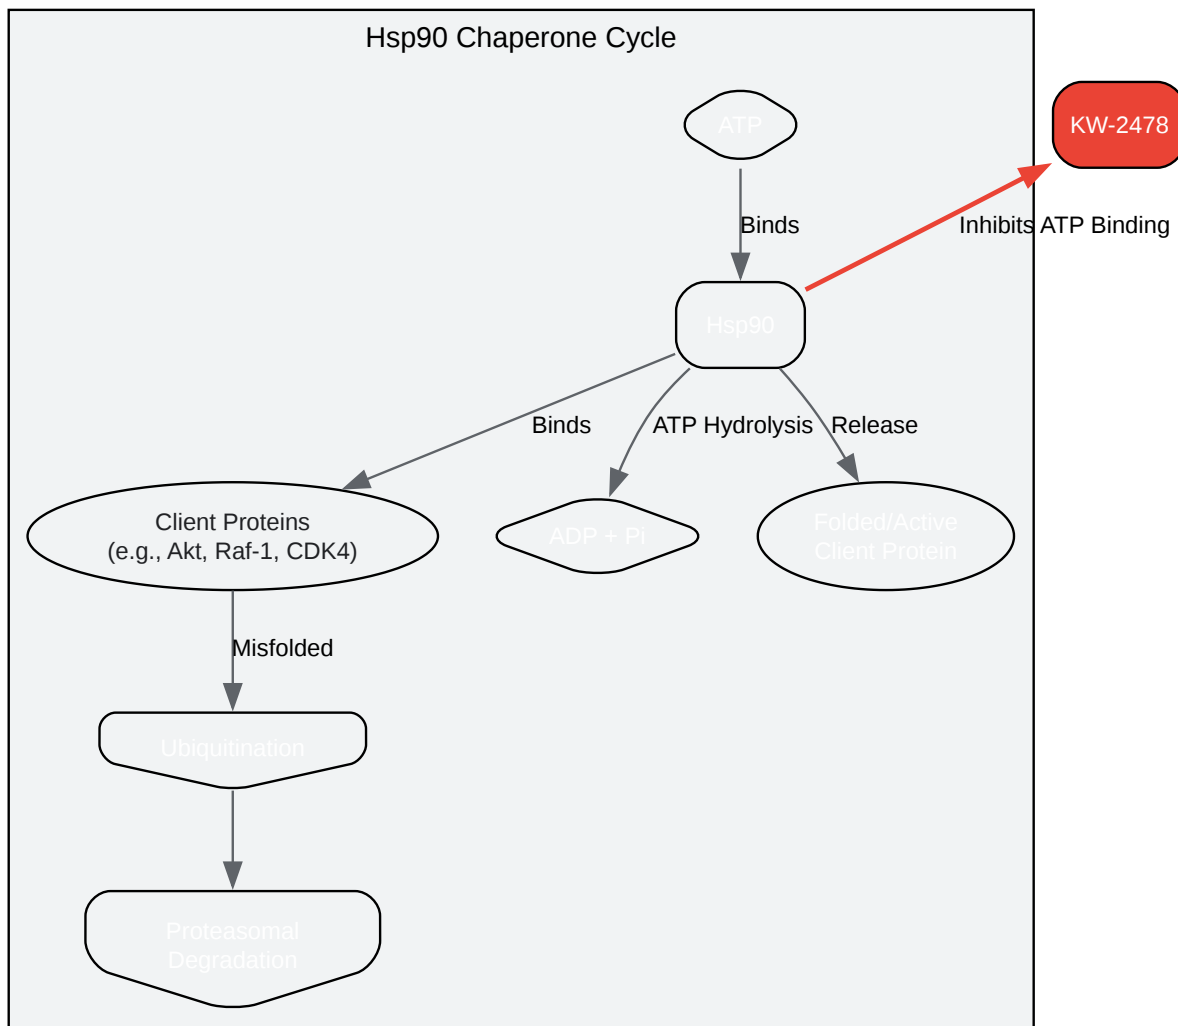 Hsp90 Chaperone Cycle
ATP
KW-2478
Binds
Inhibits ATP Binding
Hsp90
Binds
ATP Hydrolysis
Release
Client Proteins
(e.g., Akt, Raf-1, CDK4)
ADP + Pi
Folded/Active
Client Protein
Misfolded
Ubiquitination
Proteasomal
Degradation